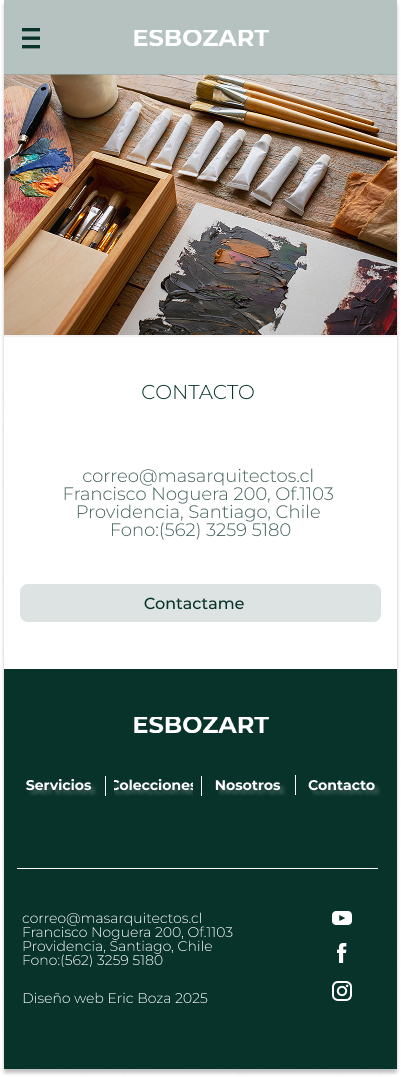 ESBOZART
CONTACTO
correo@masarquitectos.cl
Francisco Noguera 200, Of.1103
Providencia, Santiago, Chile
Fono:(562) 3259 5180
Contactame
ESBOZART
Servicios
Colecciones
Nosotros
Contacto
correo@masarquitectos.cl
Francisco Noguera 200, Of.1103
Providencia, Santiago, Chile
Fono:(562) 3259 5180
Diseño web Eric Boza 2025